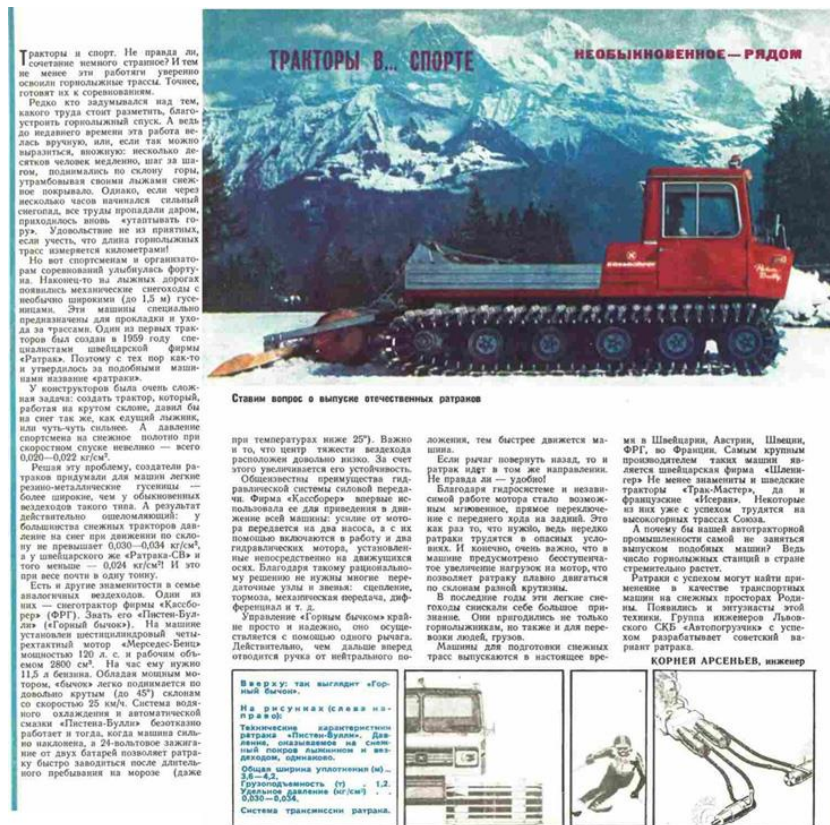 ТРАКТОРЫ В... СПОРТЕ
НЕОБЫКНОВЕННОЕ — РЯДОМ
Тракторы и спорт. Не правда ли,
сочетание немного странное? И тем
не менее эти работяги уверенно
освоили горнолыжные трассы. Точнее,
готовят их к соревнованиям.
Редко кто задумывался над тем,
какого труда стоит разметить, благо-
устроить горнолыжный спуск. А ведь
до недавнего времени эта работа ве-
лась вручную, или, если так можно
выразиться, вножную: несколько де-
сятков человек медленно, шаг за ша-
гом, поднимались по склону горы,
утрамбовывая своими лыжами снеж-
ное покрывало. Однако, если через
несколько часов начинался сильный
снегопад, все труды пропадали даром,
приходилось вновь «утаптывать го-
ру». Удовольствие не из приятных,
если учесть, что длина горнолыжных
трасс измеряется километрами!
Но вот спортсменам и организато-
рам соревнований улыбнулась форту-
на. Наконец-то на лыжных дорогах
появились механические снегоходы с
необычно широкими (до 1,5 м) гусе-
ницами. Эти машины специально
предназначены для прокладки и ухо-
да за трассами. Один из первых трак-
торов был создан в 1959 году спе-
циалистами швейцарской фирмы
«Ратрак». Поэтому с тех пор как-то
и утвердилось за подобными маши-
нами название «ратраки».
У конструкторов была очень слож-
ная задача: создать трактор, который,
работая на крутом склоне, давил бы
на снег так же, как едущий лыжник,
или чуть-чуть сильнее. А давление
спортсмена на снежное полотно при
скоростном спуске невелико — всего
0,020—0,022 кг/см².
Решая эту проблему, создатели ра-
траков придумали для машин легкие
резино-металлические гусеницы —
более широкие, чем у обыкновенных
вездеходов такого типа. А результат
действительно ошеломляющий: у
большинства снежных тракторов дав-
ление на снег при движении по скло-
ну не превышает 0,030—0,034 кг/см²,
а у швейцарского же «Ратрака-СВ» и
того меньше — 0,024 кг/см²! И это
при весе почти в одну тонну.
Есть и другие знаменитости в семье
аналогичных вездеходов. Один из
них — снеготрактор фирмы «Кассбо-
рер» (ФРГ). Звать его «Пистен-Бул-
ли» («Горный бычок»). На машине
установлен шестицилиндровый четы-
рехтактный мотор «Мерседес-Бенц»
мощностью 120 л. с. и рабочим объ-
емом 2800 см³. На час ему нужно
11,5 л бензина. Обладая мощным мо-
тором, «бычок» легко поднимается по
довольно крутым (до 45°) склонам
со скоростью 25 км/ч. Система водя-
ного охлаждения и автоматической
смазки «Пистена-Булли» безотказно
работает и тогда, когда машина силь-
но наклонена, а 24-вольтовое зажига-
ние от двух батарей позволяет ратра-
ку быстро заводиться после длитель-
ного пребывания на морозе (даже
Ставим вопрос о выпуске отечественных ратраков
при температурах ниже 25°). Важно
и то, что центр тяжести вездехода
расположен довольно низко. За счет
этого увеличивается его устойчивость.
Общеизвестны преимущества гид-
равлической системы силовой переда-
чи. Фирма «Кассборер» впервые ис-
пользовала ее для приведения в дви-
жение всей машины: усилие от мото-
ра передается на два насоса, а с их
помощью включаются в работу и два
гидравлических мотора, установлен-
ные непосредственно на движущихся
осях. Благодаря такому рационально-
му решению не нужны многие пере-
даточные узлы и звенья: сцепление,
тормоза, механическая передача, диф-
ференциал и т. д.
Управление «Горным бычком» край-
не просто и надежно, оно осуще-
ствляется с помощью одного рычага.
Действительно, чем дальше вперед
отводится ручка от нейтрального по-
ложения, тем быстрее движется ма-
шина.
Если рычаг повернуть назад, то и
ратрак идет в том же направлении.
Не правда ли — удобно!
Благодаря гидросистеме и незави-
симой работе мотора стало возмож-
ным мгновенное, прямое переключе-
ние с переднего хода на задний. Это
как раз то, что нужно, ведь нередко
ратраки трудятся в опасных усло-
виях. И конечно, очень важно, что в
машине предусмотрено бесступенча-
тое увеличение нагрузок на мотор, что
позволяет ратраку плавно двигаться
по склонам разной крутизны.
В последние годы эти легкие сне-
гоходы снискали себе большое при-
знание. Они пригодились не только
горнолыжникам, но также и для пере-
возки людей, грузов.
Машины для подготовки снежных
трасс выпускаются в настоящее вре-
мя в Швейцарии, Австрии, Швеции,
ФРГ, во Франции. Самым крупным
производителем таких машин яв-
ляется швейцарская фирма «Шлени-
гер» Не менее знамениты и шведские
тракторы «Трак-Мастер», да и
французские «Исеран». Некоторые
из них уже с успехом трудятся на
высокогорных трассах Союза.
А почему бы нашей автотракторной
промышленности самой не заняться
выпуском подобных машин? Ведь
число горнолыжных станций в стране
стремительно растет.
Ратраки с успехом могут найти при-
менение в качестве транспортных
машин на снежных просторах Роди-
ны. Появились и энтузиасты этой
техники. Группа инженеров Львов-
ского СКБ «Автопогрузчик» с успе-
хом разрабатывает советский ва-
риант ратрака.
КОРНЕЙ АРСЕНЬЕВ, инженер
Вверху: так выглядит «Гор-
ный бычок».
На рисунках (слева на-
право):
Технические характеристики
ратрака «Пистен-Булли». Дав-
ление, оказываемое на снеж-
ный покров лыжником и вез-
деходом, одинаково.
Общая ширина уплотнения (м) ..
3,6—4,2.
Грузоподъемность (т) . 1,2.
Удельное давление (кг/см²) . .
0,030—0,034.
Система трансмиссии ратрака.